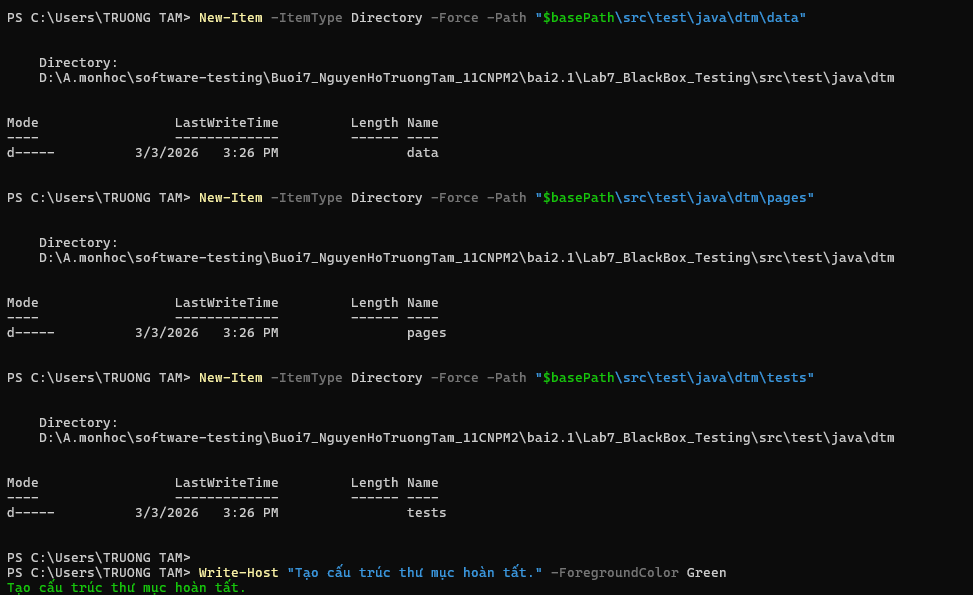 PS C:\Users\TRUONG TAM> New-Item -ItemType Directory -Force -Path "$basePath\src\test\java\dtm\data"
Directory:
D:\A.monhoc\software-testing\Buoi7_NguyenHoTruongTam_11CNPM2\bai2.1\Lab7_BlackBox_Testing\src\test\java\dtm
Mode LastWriteTime Length Name
---- ------------- ------ ----
d----- 3/3/2026 3:26 PM data
PS C:\Users\TRUONG TAM> New-Item -ItemType Directory -Force -Path "$basePath\src\test\java\dtm\pages"
Directory:
D:\A.monhoc\software-testing\Buoi7_NguyenHoTruongTam_11CNPM2\bai2.1\Lab7_BlackBox_Testing\src\test\java\dtm
Mode LastWriteTime Length Name
---- ------------- ------ ----
d----- 3/3/2026 3:26 PM pages
PS C:\Users\TRUONG TAM> New-Item -ItemType Directory -Force -Path "$basePath\src\test\java\dtm\tests"
Directory:
D:\A.monhoc\software-testing\Buoi7_NguyenHoTruongTam_11CNPM2\bai2.1\Lab7_BlackBox_Testing\src\test\java\dtm
Mode LastWriteTime Length Name
---- ------------- ------ ----
d----- 3/3/2026 3:26 PM tests
PS C:\Users\TRUONG TAM>
PS C:\Users\TRUONG TAM> Write-Host "Tạo cấu trúc thư mục hoàn tất." -ForegroundColor Green
Tạo cấu trúc thư mục hoàn tất.